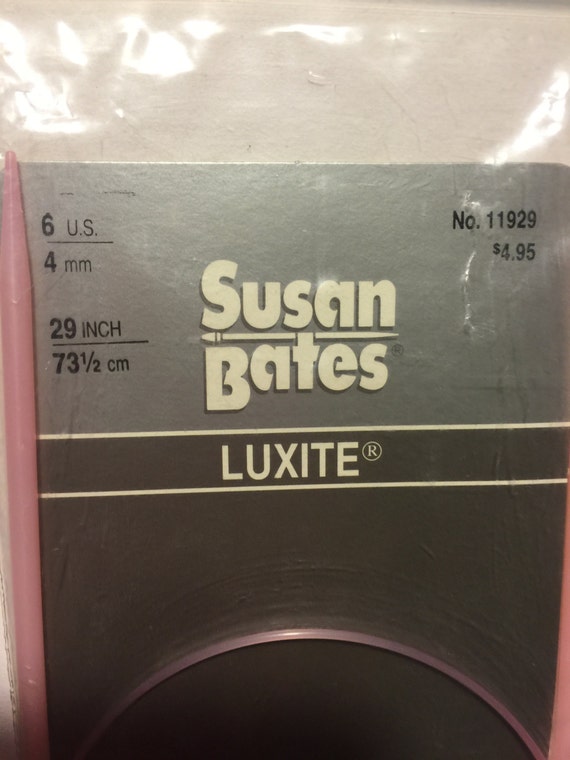 6 U.S.
4 mm
29 INCH
73½ cm
No. 11929
$4.95
Susan
Bates®
LUXITE®